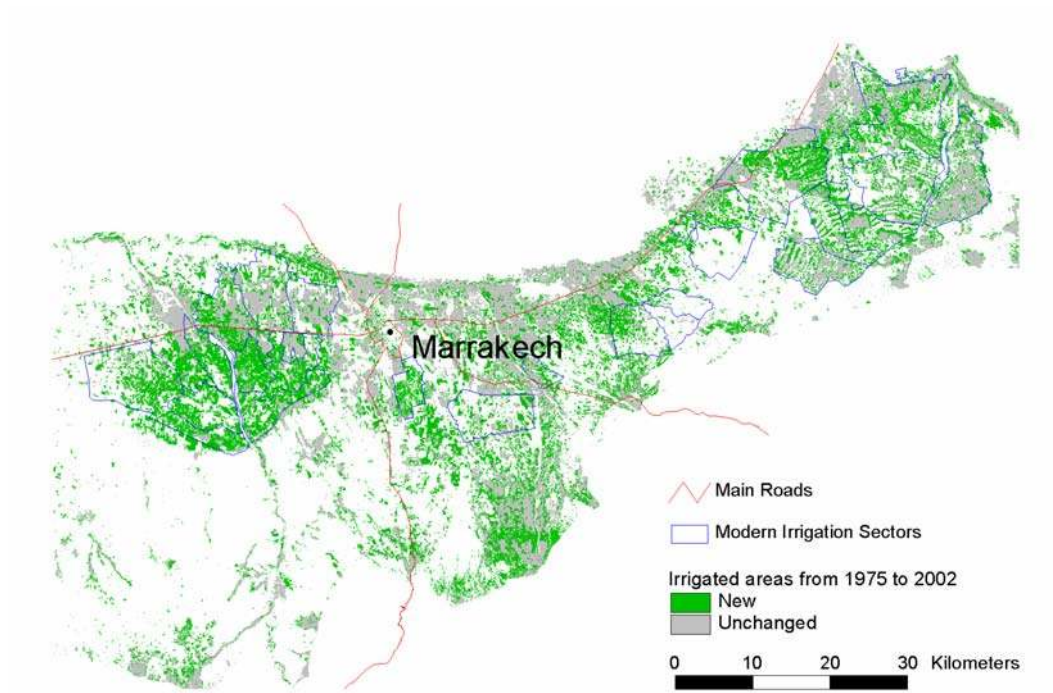 Marrakech
Main Roads
Modern Irrigation Sectors
Irrigated areas from 1975 to 2002
New
Unchanged
0 10 20 30 Kilometers